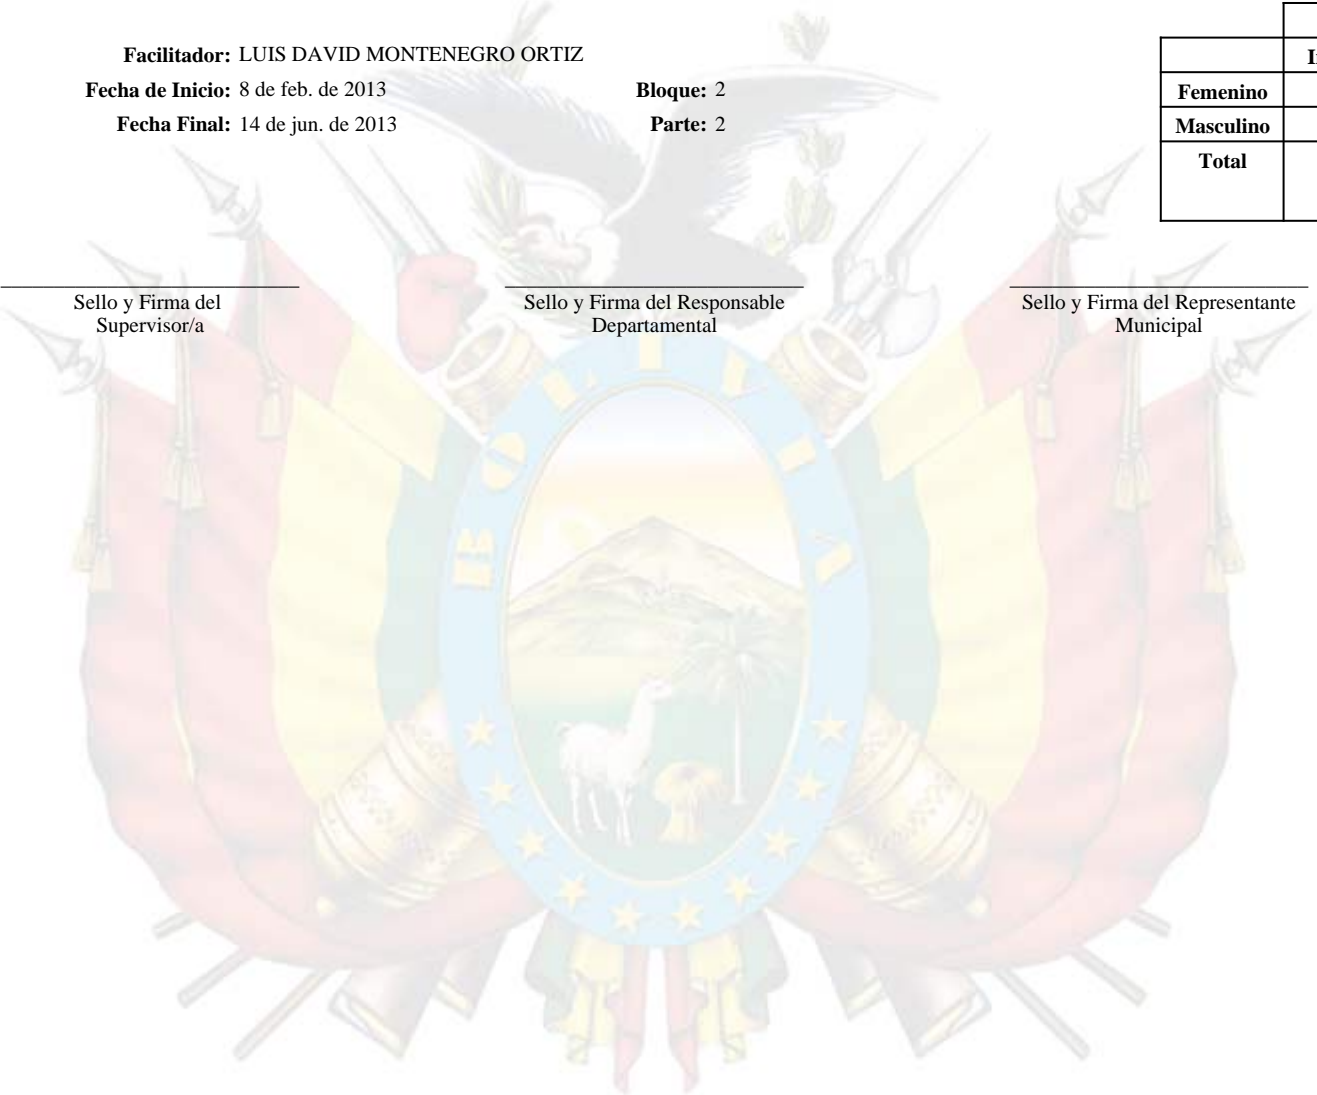 Facilitador: LUIS DAVID MONTENEGRO ORTIZ
Fecha de Inicio: 8 de feb. de 2013 Bloque: 2
Fecha Final: 14 de jun. de 2013 Parte: 2
Femenino
Masculino
Total
Sello y Firma del
Supervisor/a
Sello y Firma del Responsable
Departamental
Sello y Firma del Representante
Municipal
BOLIVIA